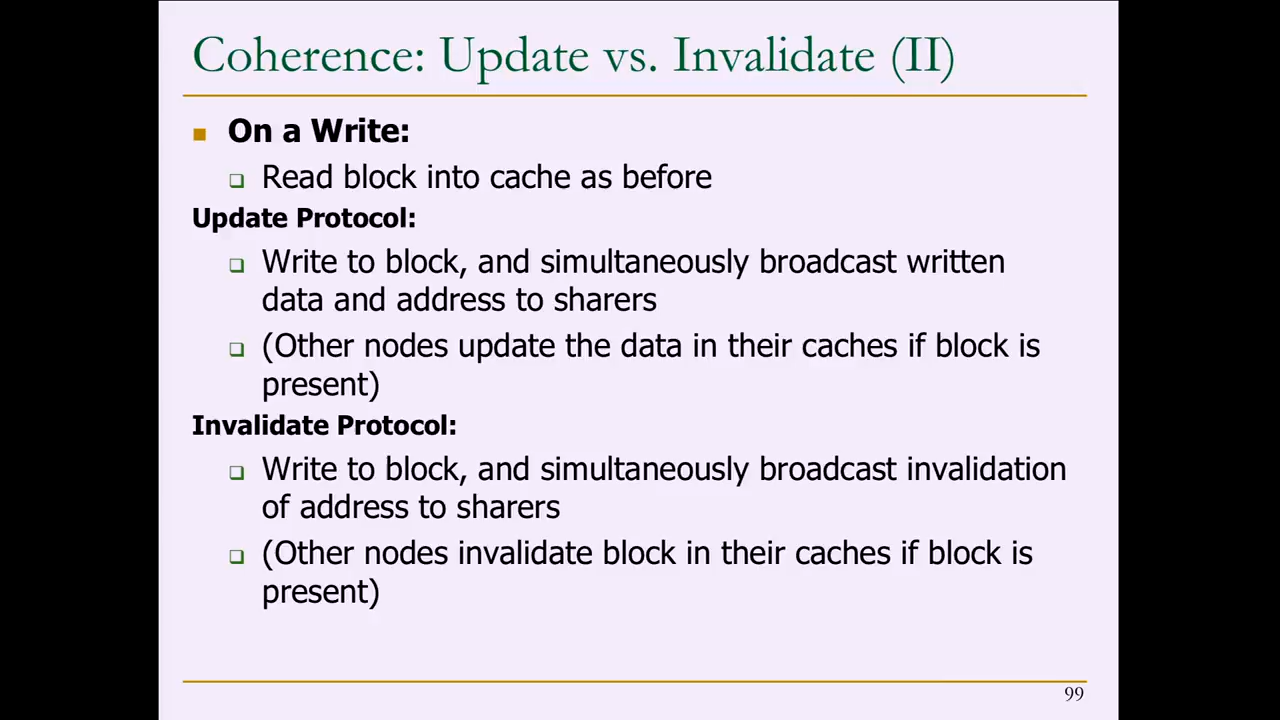 Coherence: Update vs. Invalidate (II)
On a Write:
Read block into cache as before
Update Protocol:
Write to block, and simultaneously broadcast written
data and address to sharers
(Other nodes update the data in their caches if block is
present)
Invalidate Protocol:
Write to block, and simultaneously broadcast invalidation
of address to sharers
(Other nodes invalidate block in their caches if block is
present)
99